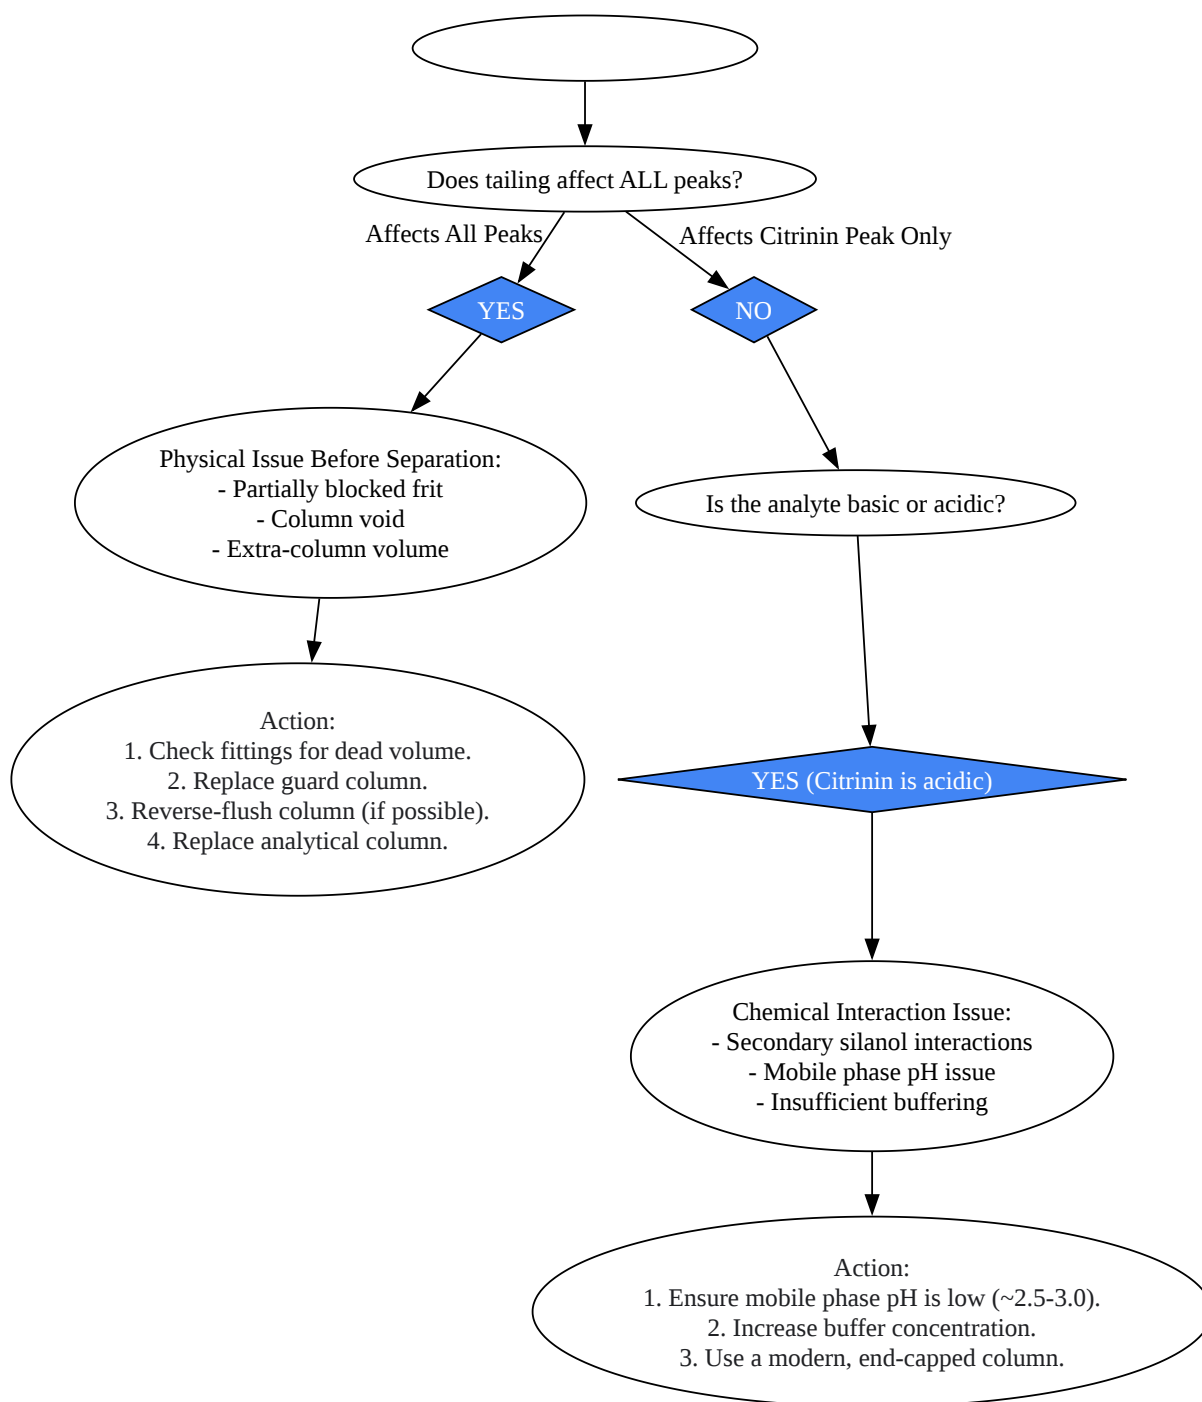 Does tailing affect ALL peaks?
Affects All Peaks
Affects Citrinin Peak Only
YES
NO
Physical Issue Before Separation:
- Partially blocked frit
- Column void
- Extra-column volume
Is the analyte basic or acidic?
Action:
1. Check fittings for dead volume.
2. Replace guard column.
3. Reverse-flush column (if possible).
4. Replace analytical column.
YES (Citrinin is acidic)
Chemical Interaction Issue:
- Secondary silanol interactions
- Mobile phase pH issue
- Insufficient buffering
Action:
1. Ensure mobile phase pH is low (~2.5-3.0).
2. Increase buffer concentration.
3. Use a modern, end-capped column.